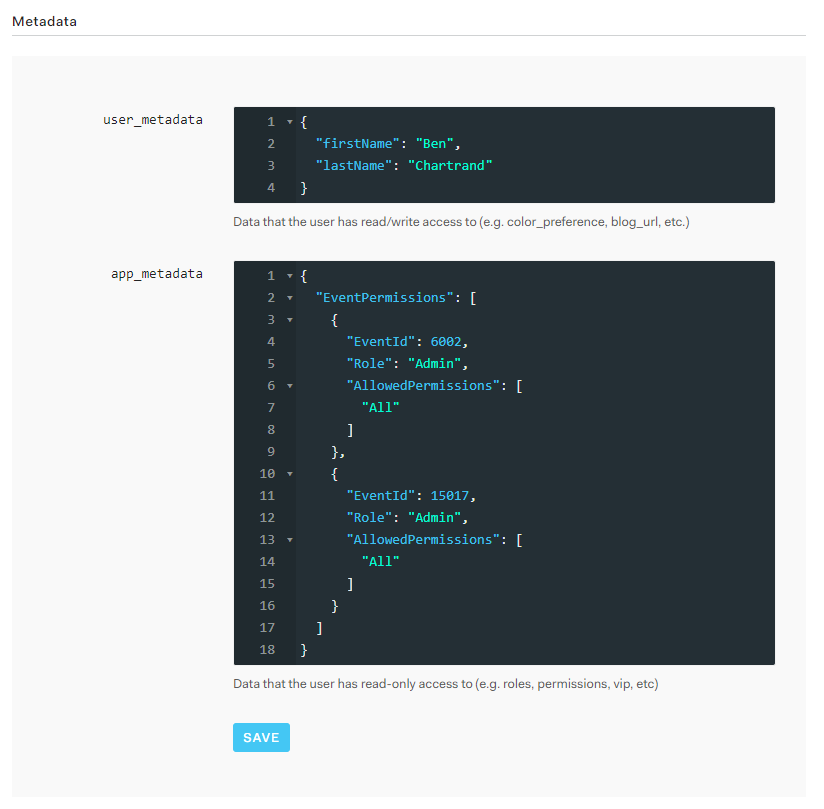 Metadata
user_metadata
1 {
2 "firstName": "Ben",
3 "lastName": "Chartrand"
4 }
Data that the user has read/write access to (e.g. color_preference, blog_url, etc.)
app_metadata
1 {
2 "EventPermissions": [
3 {
4 "EventId": 6002,
5 "Role": "Admin",
6 "AllowedPermissions": [
7 "All"
8 ]
9 },
10 {
11 "EventId": 15017,
12 "Role": "Admin",
13 "AllowedPermissions": [
14 "All"
15 ]
16 }
17 ]
18 }
Data that the user has read-only access to (e.g. roles, permissions, vip, etc)
SAVE